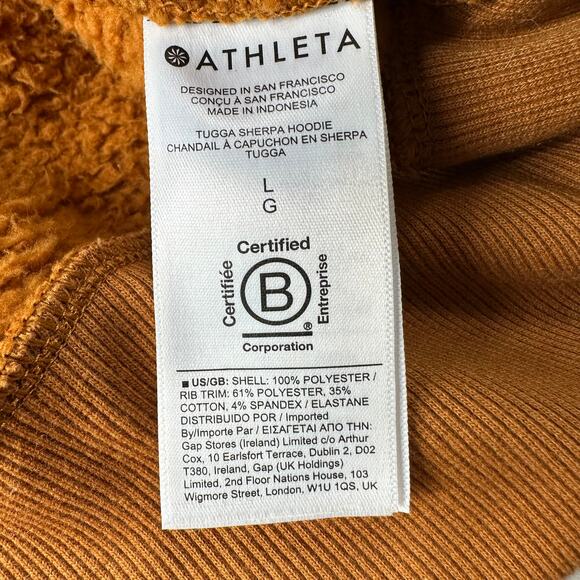 ATHLETA
DESIGNED IN SAN FRANCISCO
CONÇU À SAN FRANCISCO
MADE IN INDONESIA
TUGGA SHERPA HOODIE
CHANDAIL À CAPUCHON EN SHERPA
TUGGA
L
G
Certified
Certifiée
B
Entreprise
®
Corporation
■ US/GB: SHELL: 100% POLYESTER /
RIB TRIM: 61% POLYESTER, 35%
COTTON, 4% SPANDEX / ELASTANE
DISTRIBUIDO POR / Imported
By/Importe Par / ΕΙΣΑΓΕΤΑΙ ΑΠΟ ΤΗΝ:
Gap Stores (Ireland) Limited c/o Arthur
Cox, 10 Earlsfort Terrace, Dublin 2, D02
T380, Ireland, Gap (UK Holdings)
Limited, 2nd Floor Nations House, 103
Wigmore Street, London. W1U 1QS, UK